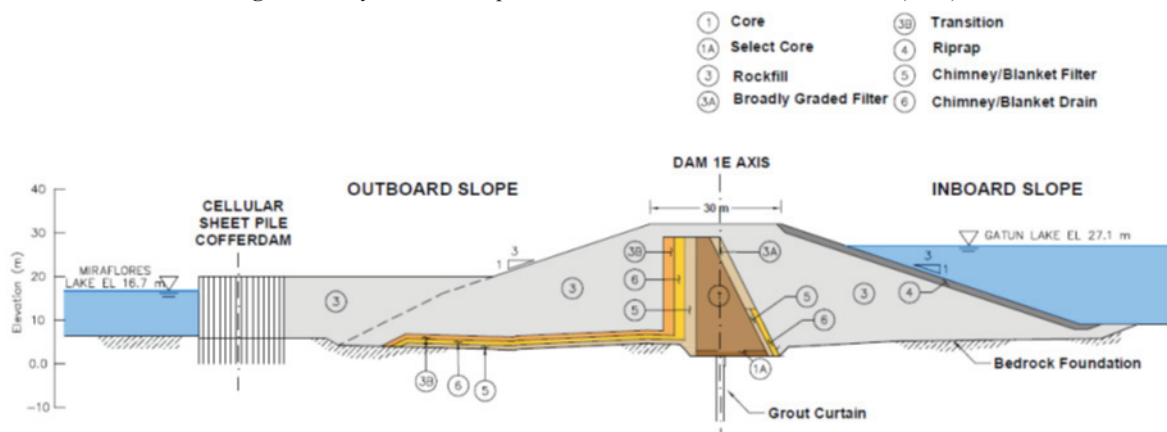 1 Core
1A Select Core
3 Rockfill
3A Broadly Graded Filter
3B Transition
4 Riprap
5 Chimney/Blanket Filter
6 Chimney/Blanket Drain
DAM 1E AXIS
OUTBOARD SLOPE
INBOARD SLOPE
CELLULAR
SHEET PILE
COFFERDAM
30 m
GATUN LAKE EL 27.1 m
MIRAFLORES
LAKE EL 16.7 m
Elevation (m)
40
30
20
10
0.0
-10
3
1
3
1
3
3
3B
6
5
1
3A
5
6
3
4
1A
3B
6
5
Bedrock Foundation
Grout Curtain